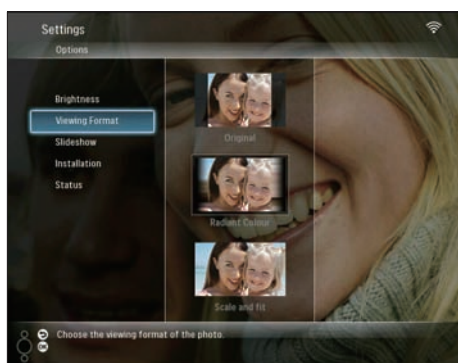 Settings
Options
Brightness
Viewing Format
Slideshow
Installation
Status
Original
Radiant Colour
Scale and fit
Choose the viewing format of the photo.
OK